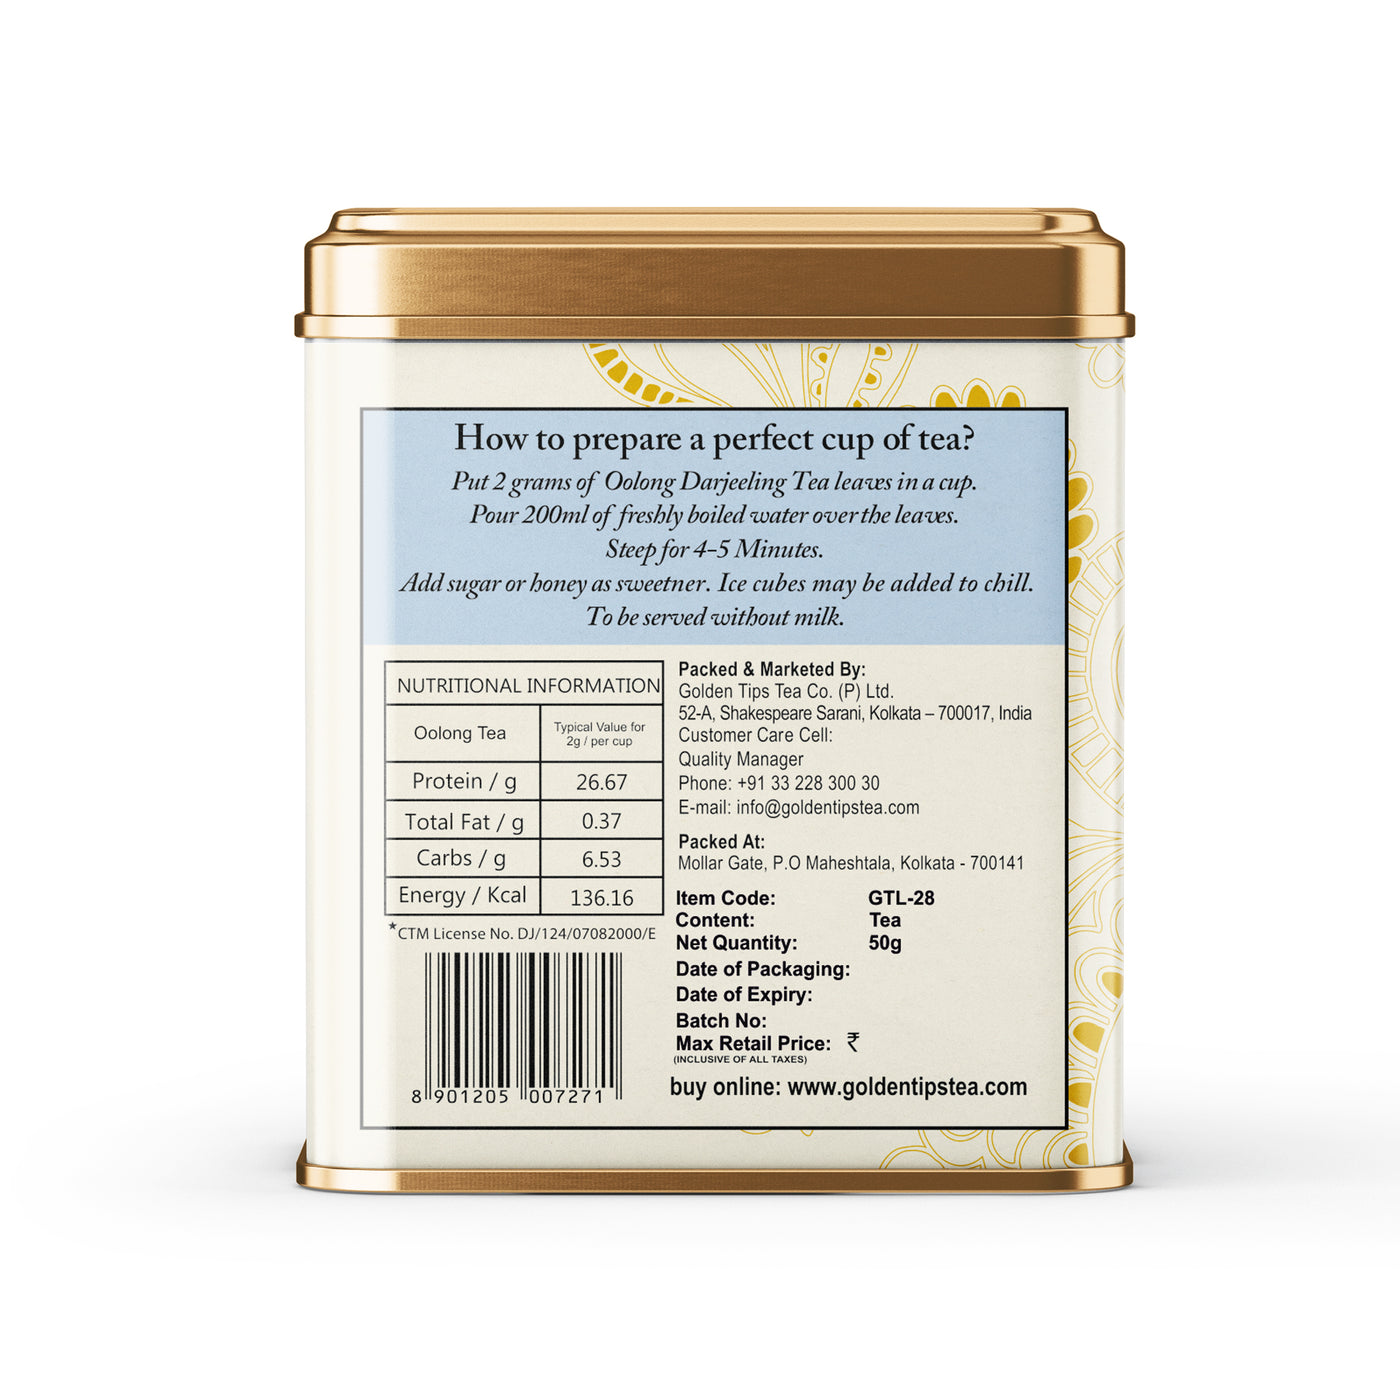 How to prepare a perfect cup of tea?
Put 2 grams of Oolong Darjeeling Tea leaves in a cup.
Pour 200ml of freshly boiled water over the leaves.
Steep for 4-5 Minutes.
Add sugar or honey as sweetner. Ice cubes may be added to chill.
To be served without milk.
NUTRITIONAL INFORMATION
Oolong Tea
Typical Value for
2g / per cup
Protein / g 26.67
Total Fat / g 0.37
Carbs / g 6.53
Energy / Kcal 136.16
*CTM License No. DJ/124/07082000/E
8 901205 007271
Packed & Marketed By:
Golden Tips Tea Co. (P) Ltd.
52-A, Shakespeare Sarani, Kolkata – 700017, India
Customer Care Cell:
Quality Manager
Phone: +91 33 228 300 30
E-mail: info@goldentipstea.com
Packed At:
Mollar Gate, P.O Maheshtala, Kolkata - 700141
Item Code: GTL-28
Content: Tea
Net Quantity: 50g
Date of Packaging:
Date of Expiry:
Batch No:
Max Retail Price: ₹
(INCLUSIVE OF ALL TAXES)
buy online: www.goldentipstea.com